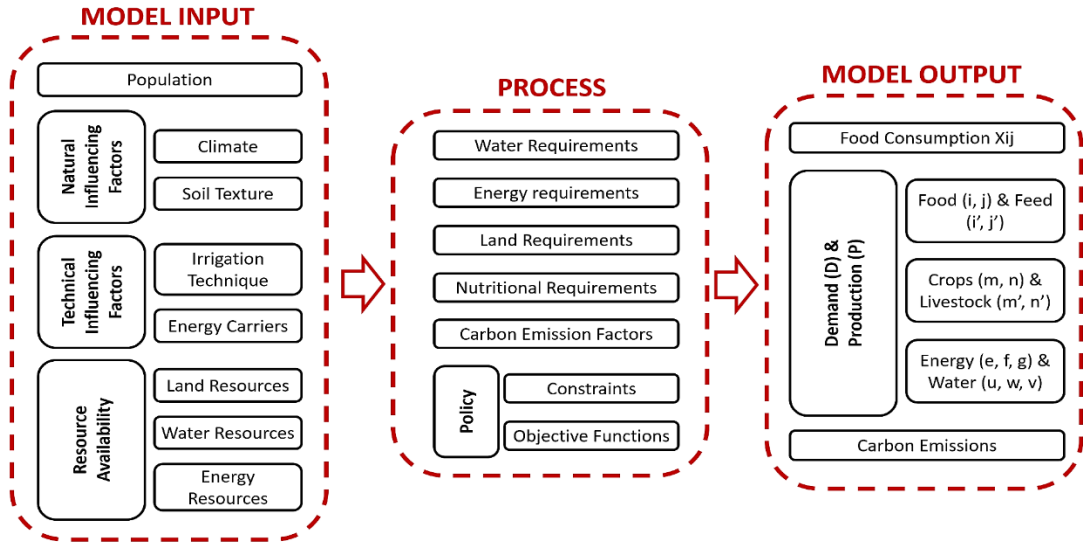 MODEL INPUT
Population
Natural
Influencing
Factors
Climate
Soil Texture
Technical
Influencing
Factors
Irrigation
Technique
Energy Carriers
Resource
Availability
Land Resources
Water Resources
Energy
Resources
PROCESS
Water Requirements
Energy requirements
Land Requirements
Nutritional Requirements
Carbon Emission Factors
Policy
Constraints
Objective Functions
MODEL OUTPUT
Food Consumption Xij
Demand (D) &
Production (P)
Food (i, j) & Feed
(i’, j’)
Crops (m, n) &
Livestock (m’, n’)
Energy (e, f, g) &
Water (u, w, v)
Carbon Emissions